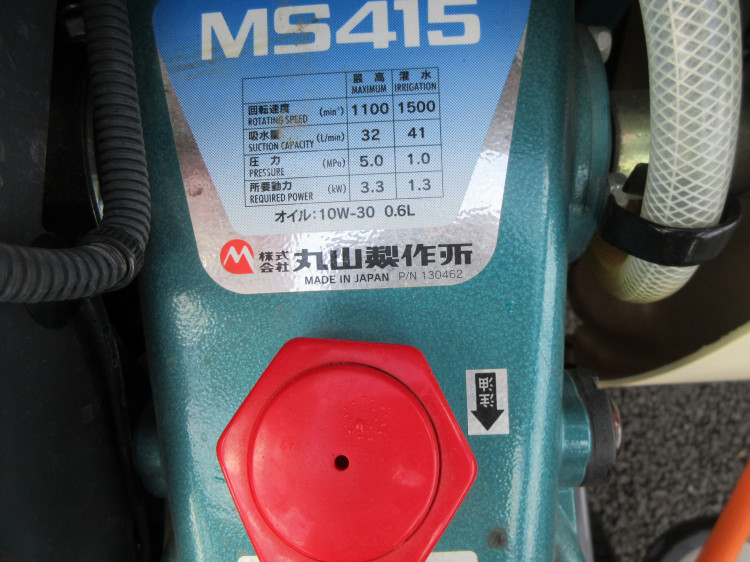 MS415
最高 灌水
MAXIMUM IRRIGATION
回転速度 (min⁻¹) 1100 1500
ROTATING SPEED
吸水量 (L/min) 32 41
SUCTION CAPACITY
圧力 (MPa) 5.0 1.0
PRESSURE
所要動力 (kW) 3.3 1.3
REQUIRED POWER
オイル:10W-30 0.6L
株式会社 丸山製作所
MADE IN JAPAN P/N 130462
注油